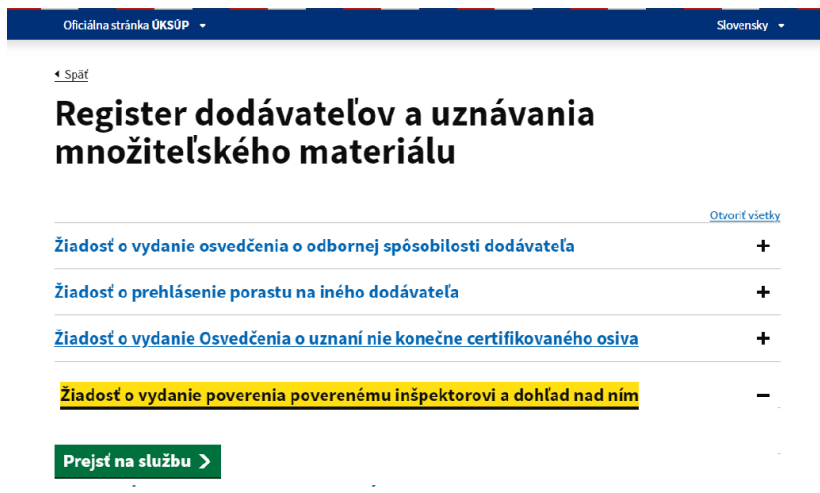 Oficiálna stránka ÚKSÚP
Slovensky
Späť
Register dodávateľov a uznávania
množiteľského materiálu
Otvoriť všetky
Žiadosť o vydanie osvedčenia o odbornej spôsobilosti dodávateľa
Žiadosť o prehlásenie porastu na iného dodávateľa
Žiadosť o vydanie Osvedčenia o uznaní nie konečne certifikovaného osiva
Žiadosť o vydanie poverenia poverenému inšpektorovi a dohľad nad ním
Prejsť na službu